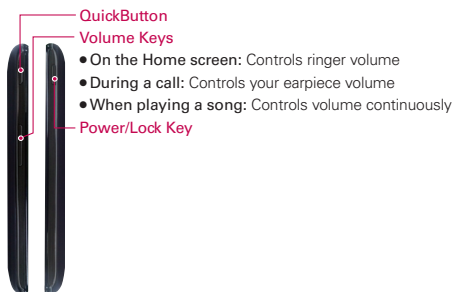 QuickButton
Volume Keys
● On the Home screen: Controls ringer volume
● During a call: Controls your earpiece volume
● When playing a song: Controls volume continuously
Power/Lock Key